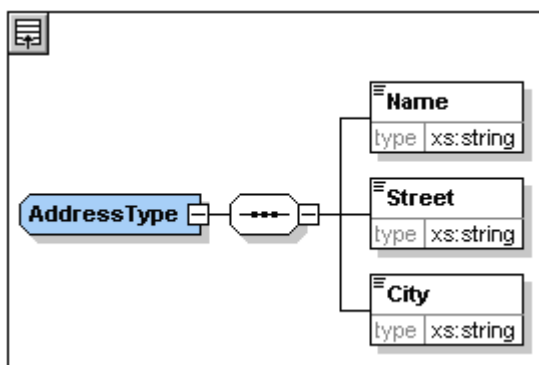 Name
type xs:string
AddressType
Street
type xs:string
City
type xs:string